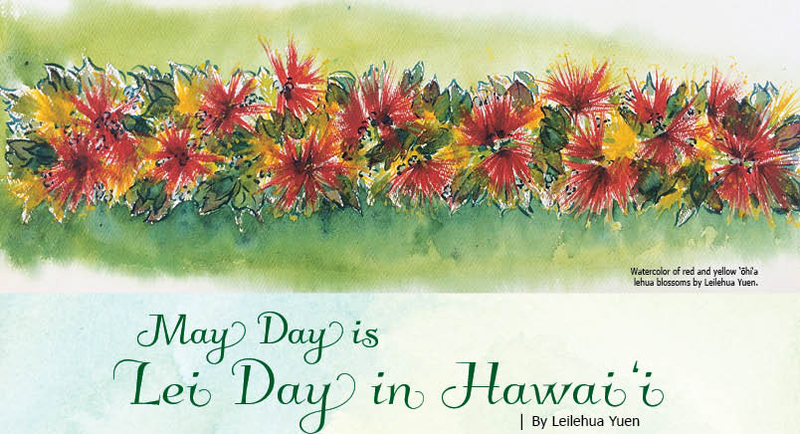 Watercolor of red and yellow ʻōhiʻa
lehua blossoms by Leilehua Yuen.
May Day is
Lei Day in Hawaiʻi
| By Leilehua Yuen